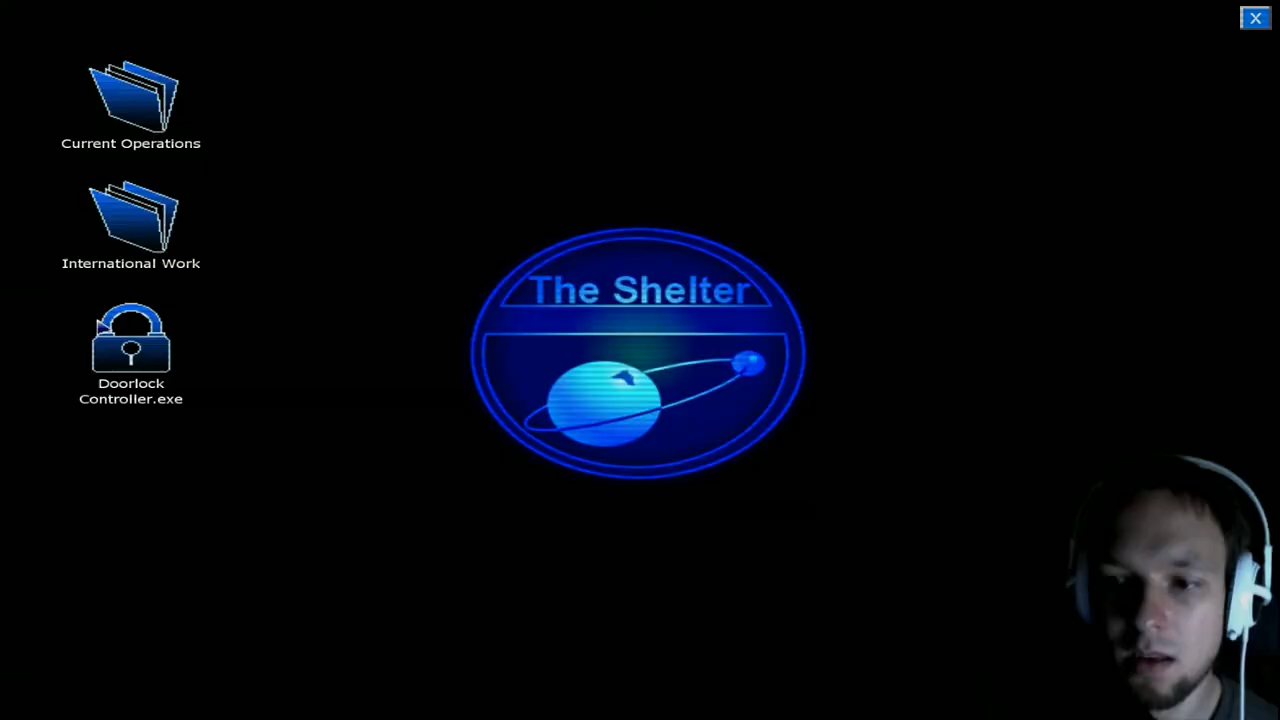 X
Current Operations
International Work
Doorlock
Controller.exe
The Shelter